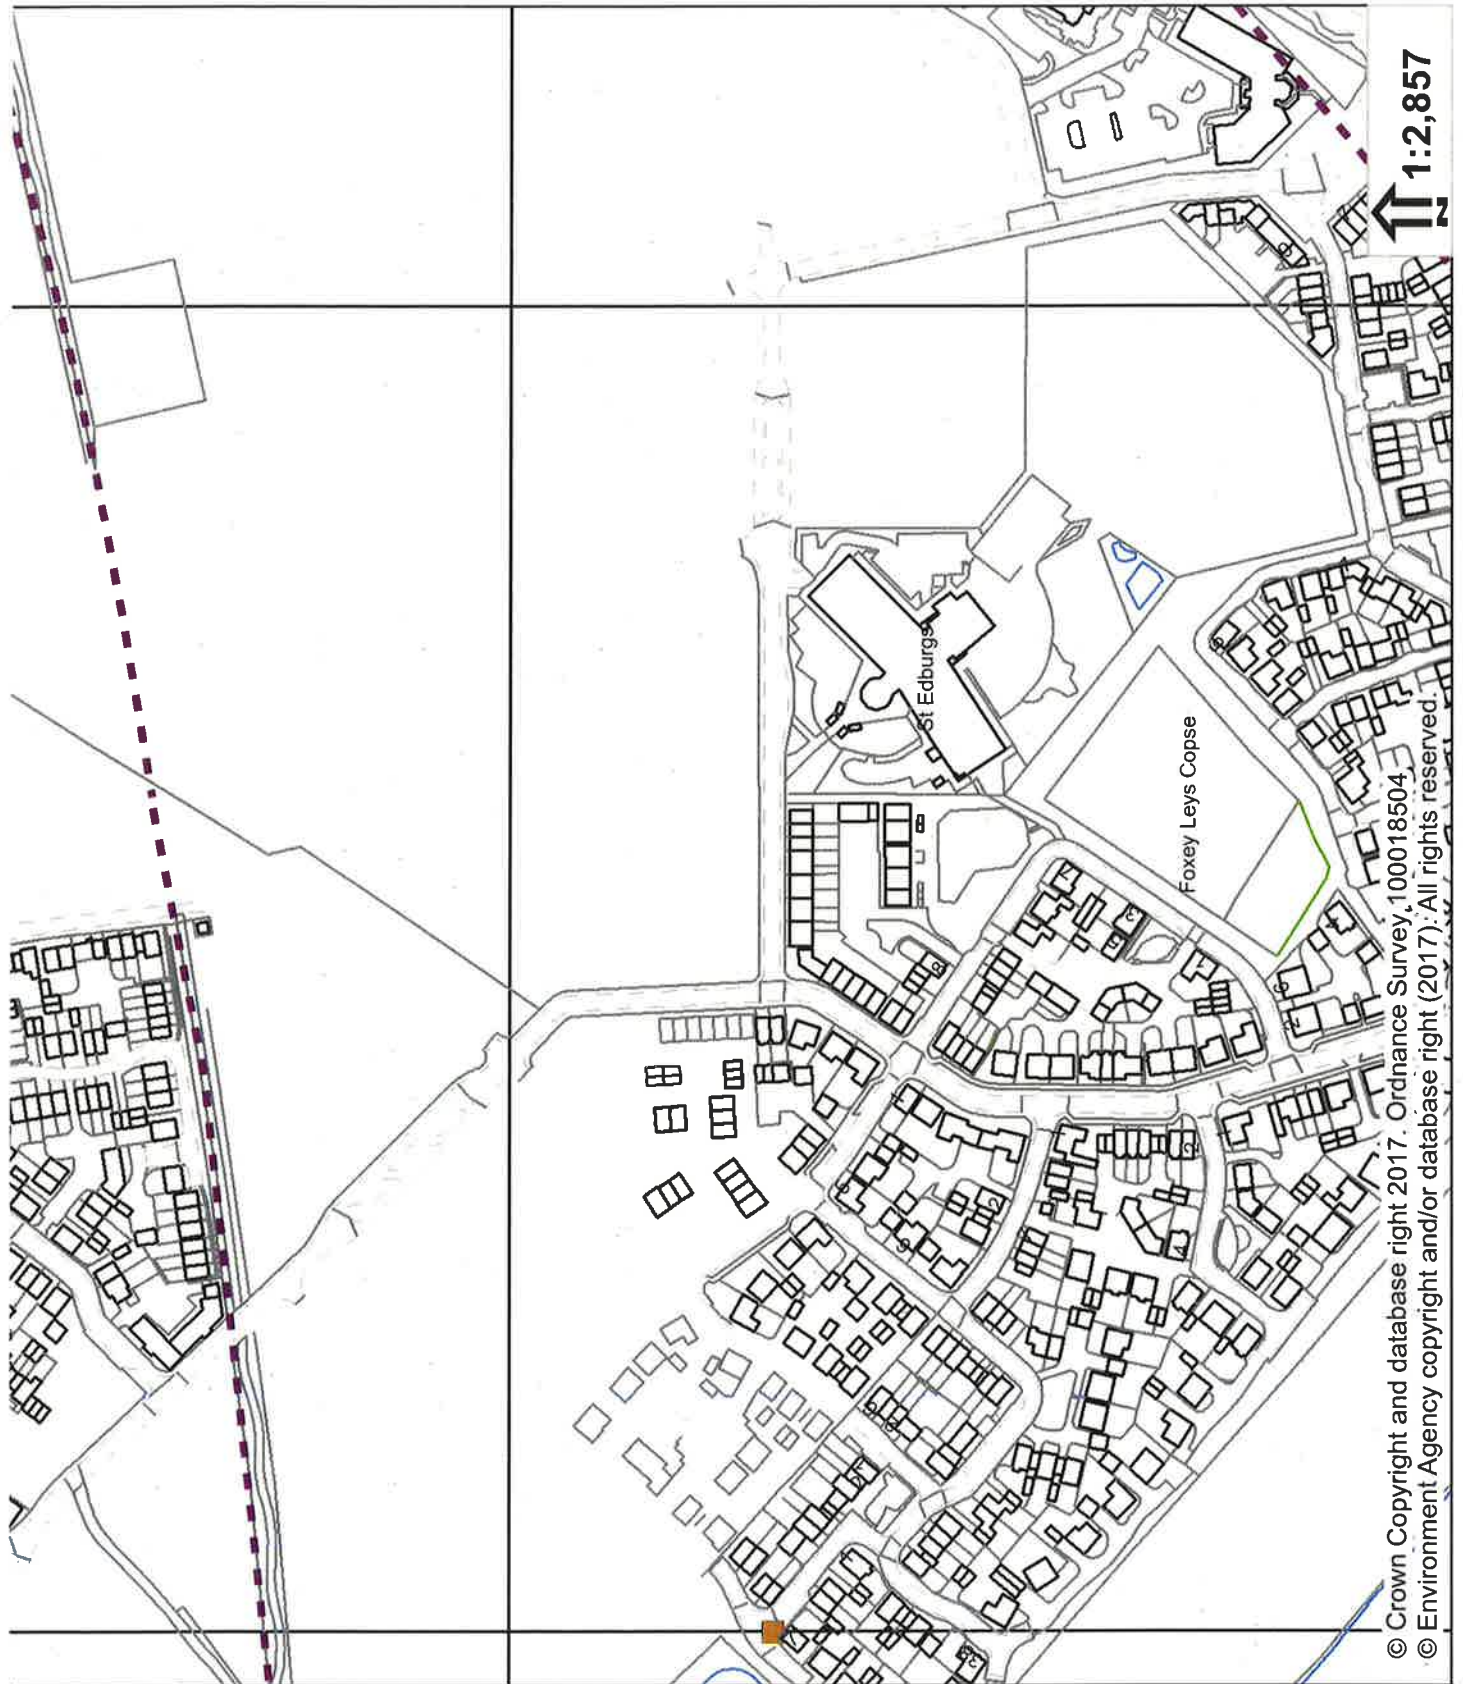 St Edburgs
Foxey Leys Copse
1:2,857
N
© Crown Copyright and database right 2017. Ordnance Survey 100018504.
© Environment Agency copyright and/or database right (2017). All rights reserved.